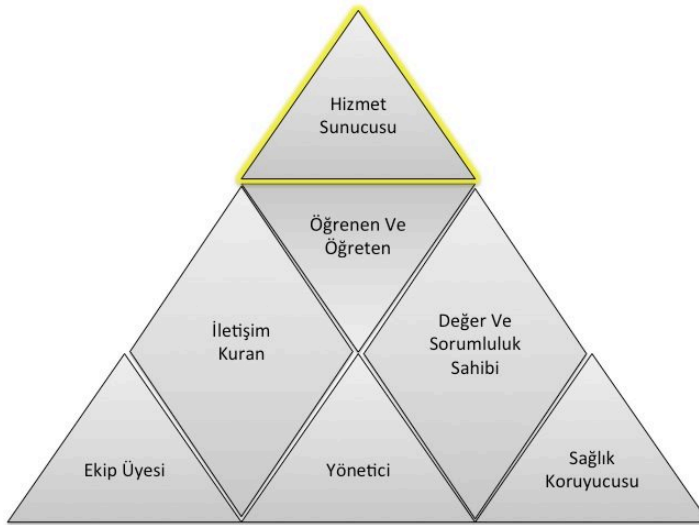 Hizmet
Sunucusu
Öğrenen Ve
Öğreten
İletişim
Kuran
Değer Ve
Sorumluluk
Sahibi
Ekip Üyesi
Yönetici
Sağlık
Koruyucusu